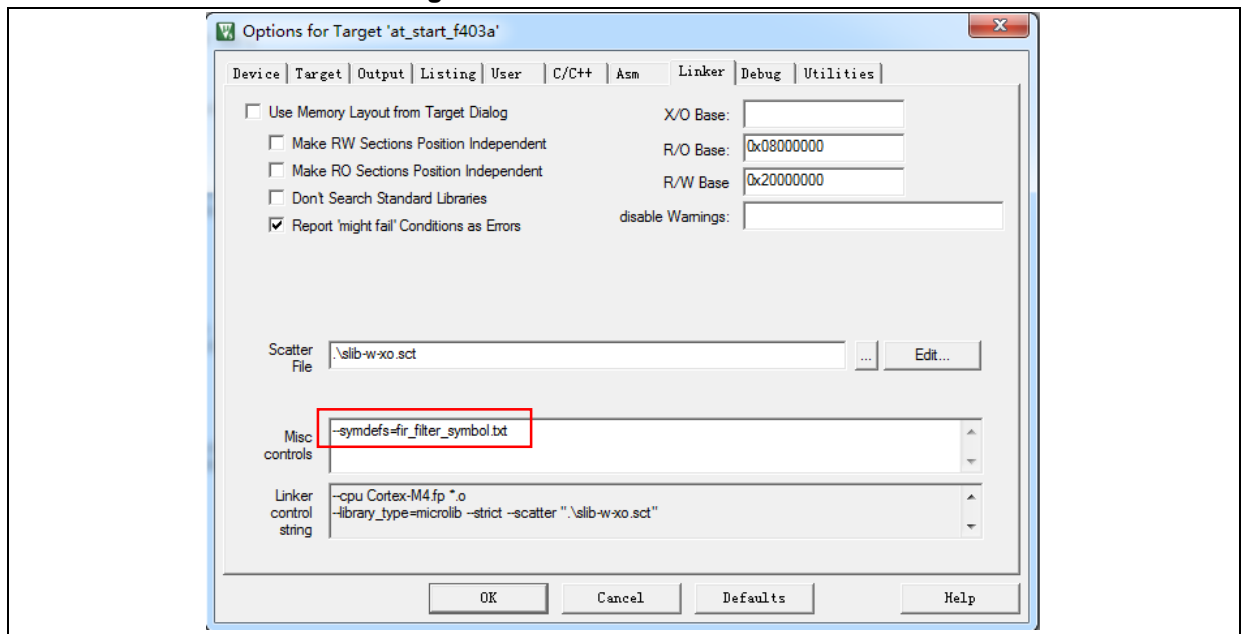 Options for Target 'at_start_f403a'
Device Target Output Listing User C/C++ Asm Linker Debug Utilities
Use Memory Layout from Target Dialog
X/O Base:
Make RW Sections Position Independent
R/O Base: 0x08000000
Make RO Sections Position Independent
R/W Base 0x20000000
Don't Search Standard Libraries
disable Warnings:
Report 'might fail' Conditions as Errors
Scatter File
.\slib-w-xo.sct
... Edit...
Misc controls
--symdefs=fir_filter_symbol.txt
Linker control string
--cpu Cortex-M4.fp *.o
--library_type=microlib --strict --scatter ".\slib-w-xo.sct"
OK Cancel Defaults Help